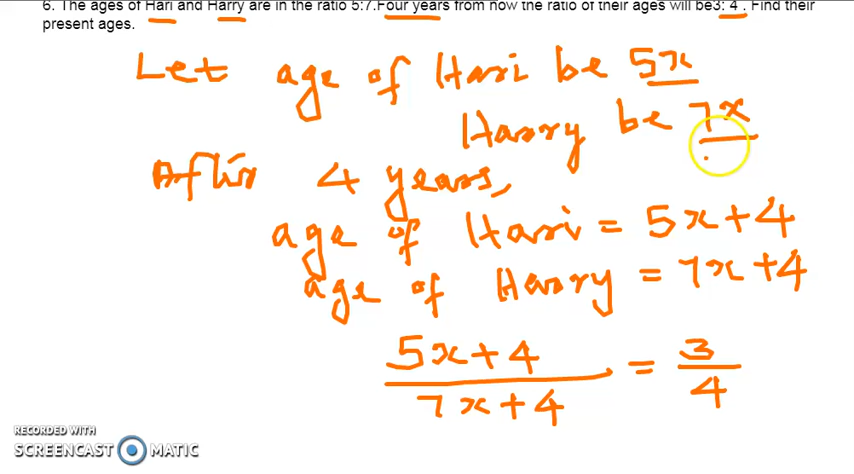 6. The ages of Hari and Harry are in the ratio 5:7.Four years from now the ratio of their ages will be3: 4 . Find their
present ages.
Let age of Hari be 5x
Harry be 7x
After 4 years,
age of Hari = 5x+4
age of Harry = 7x+4
5x+4 / 7x+4 = 3 / 4
RECORDED WITH
SCREENCAST MATIC